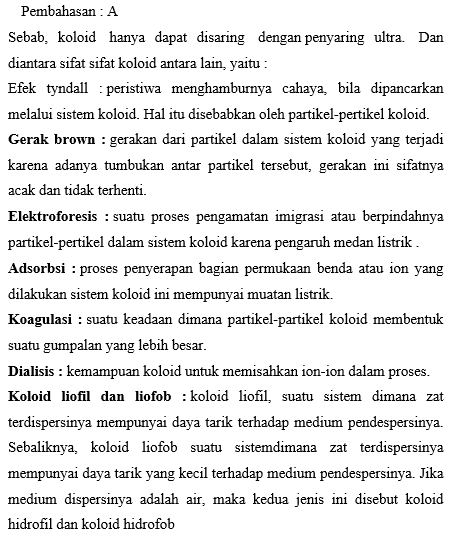 Pembahasan : A
Sebab, koloid hanya dapat disaring dengan penyaring ultra. Dan
diantara sifat sifat koloid antara lain, yaitu :
Efek tyndall : peristiwa menghamburnya cahaya, bila dipancarkan
melalui sistem koloid. Hal itu disebabkan oleh partikel-pertikel koloid.
Gerak brown : gerakan dari partikel dalam sistem koloid yang terjadi
karena adanya tumbukan antar partikel tersebut, gerakan ini sifatnya
acak dan tidak terhenti.
Elektroforesis : suatu proses pengamatan imigrasi atau berpindahnya
partikel-pertikel dalam sistem koloid karena pengaruh medan listrik .
Adsorbsi : proses penyerapan bagian permukaan benda atau ion yang
dilakukan sistem koloid ini mempunyai muatan listrik.
Koagulasi : suatu keadaan dimana partikel-partikel koloid membentuk
suatu gumpalan yang lebih besar.
Dialisis : kemampuan koloid untuk memisahkan ion-ion dalam proses.
Koloid liofil dan liofob : koloid liofil, suatu sistem dimana zat
terdispersinya mempunyai daya tarik terhadap medium pendespersinya.
Sebaliknya, koloid liofob suatu sistemdimana zat terdispersinya
mempunyai daya tarik yang kecil terhadap medium pendespersinya. Jika
medium dispersinya adalah air, maka kedua jenis ini disebut koloid
hidrofil dan koloid hidrofob